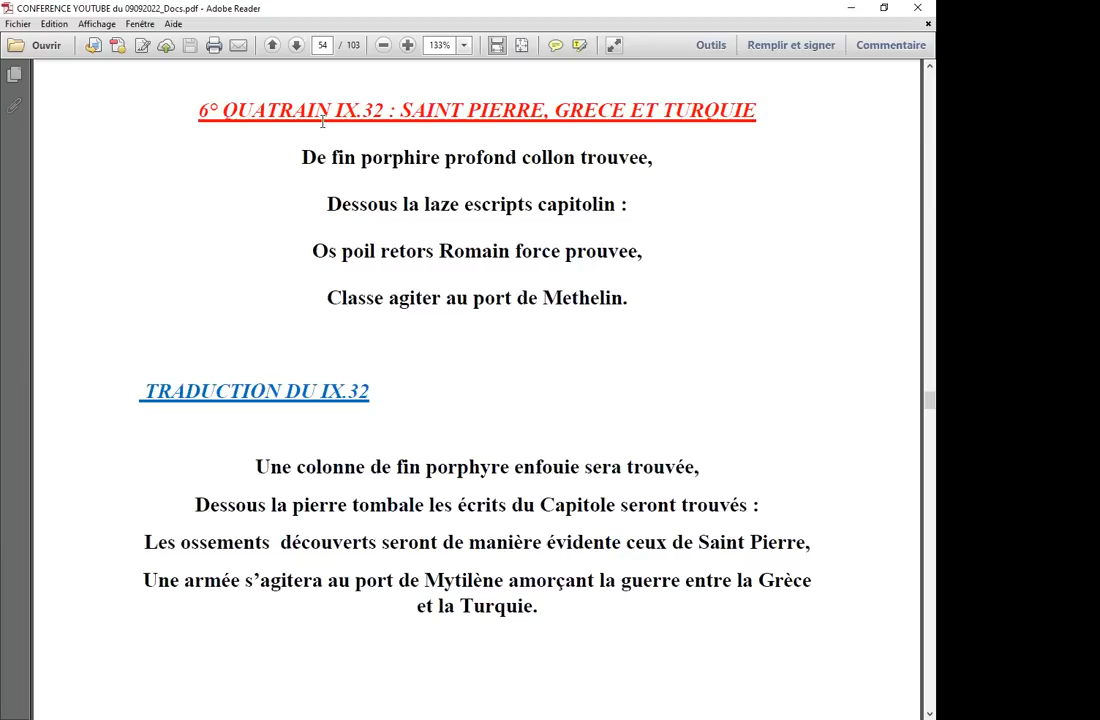 CONFERENCE YOUTUBE du 09092022_Docs.pdf - Adobe Reader
Fichier Edition Affichage Fenêtre Aide
Ouvrir 54 / 103 133% Outils Remplir et signer Commentaire
6° QUATRAIN IX.32 : SAINT PIERRE, GRECE ET TURQUIE
De fin porphire profond collon trouvee,
Dessous la laze escripts capitolin :
Os poil retors Romain force prouvee,
Classe agiter au port de Methelin.
TRADUCTION DU IX.32
Une colonne de fin porphyre enfouie sera trouvée,
Dessous la pierre tombale les écrits du Capitole seront trouvés :
Les ossements découverts seront de manière évidente ceux de Saint Pierre,
Une armée s’agitera au port de Mytilène amorçant la guerre entre la Grèce
et la Turquie.